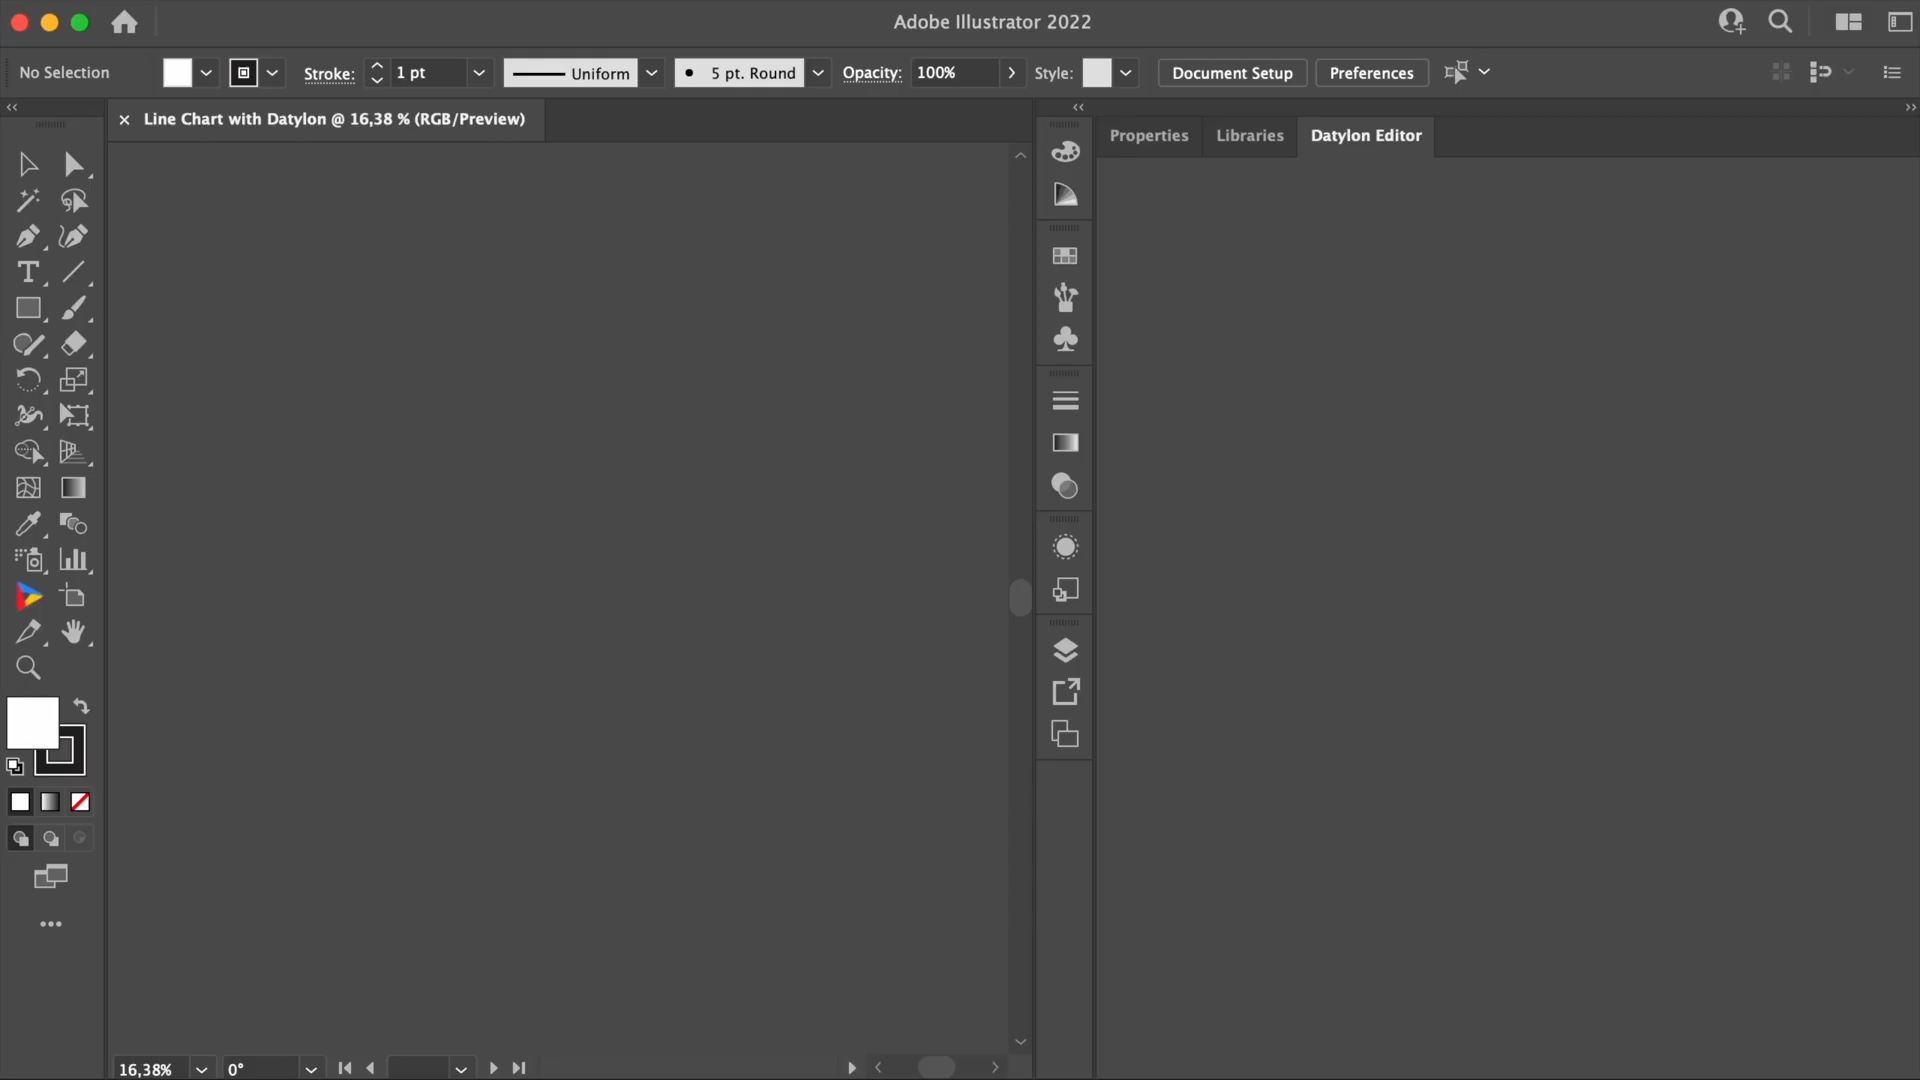 Adobe Illustrator 2022
No Selection
Stroke: 1 pt
Uniform
5 pt. Round
Opacity: 100%
Style:
Document Setup
Preferences
Line Chart with Datylon @ 16,38 % (RGB/Preview)
Properties
Libraries
Datylon Editor
16,38%
0°